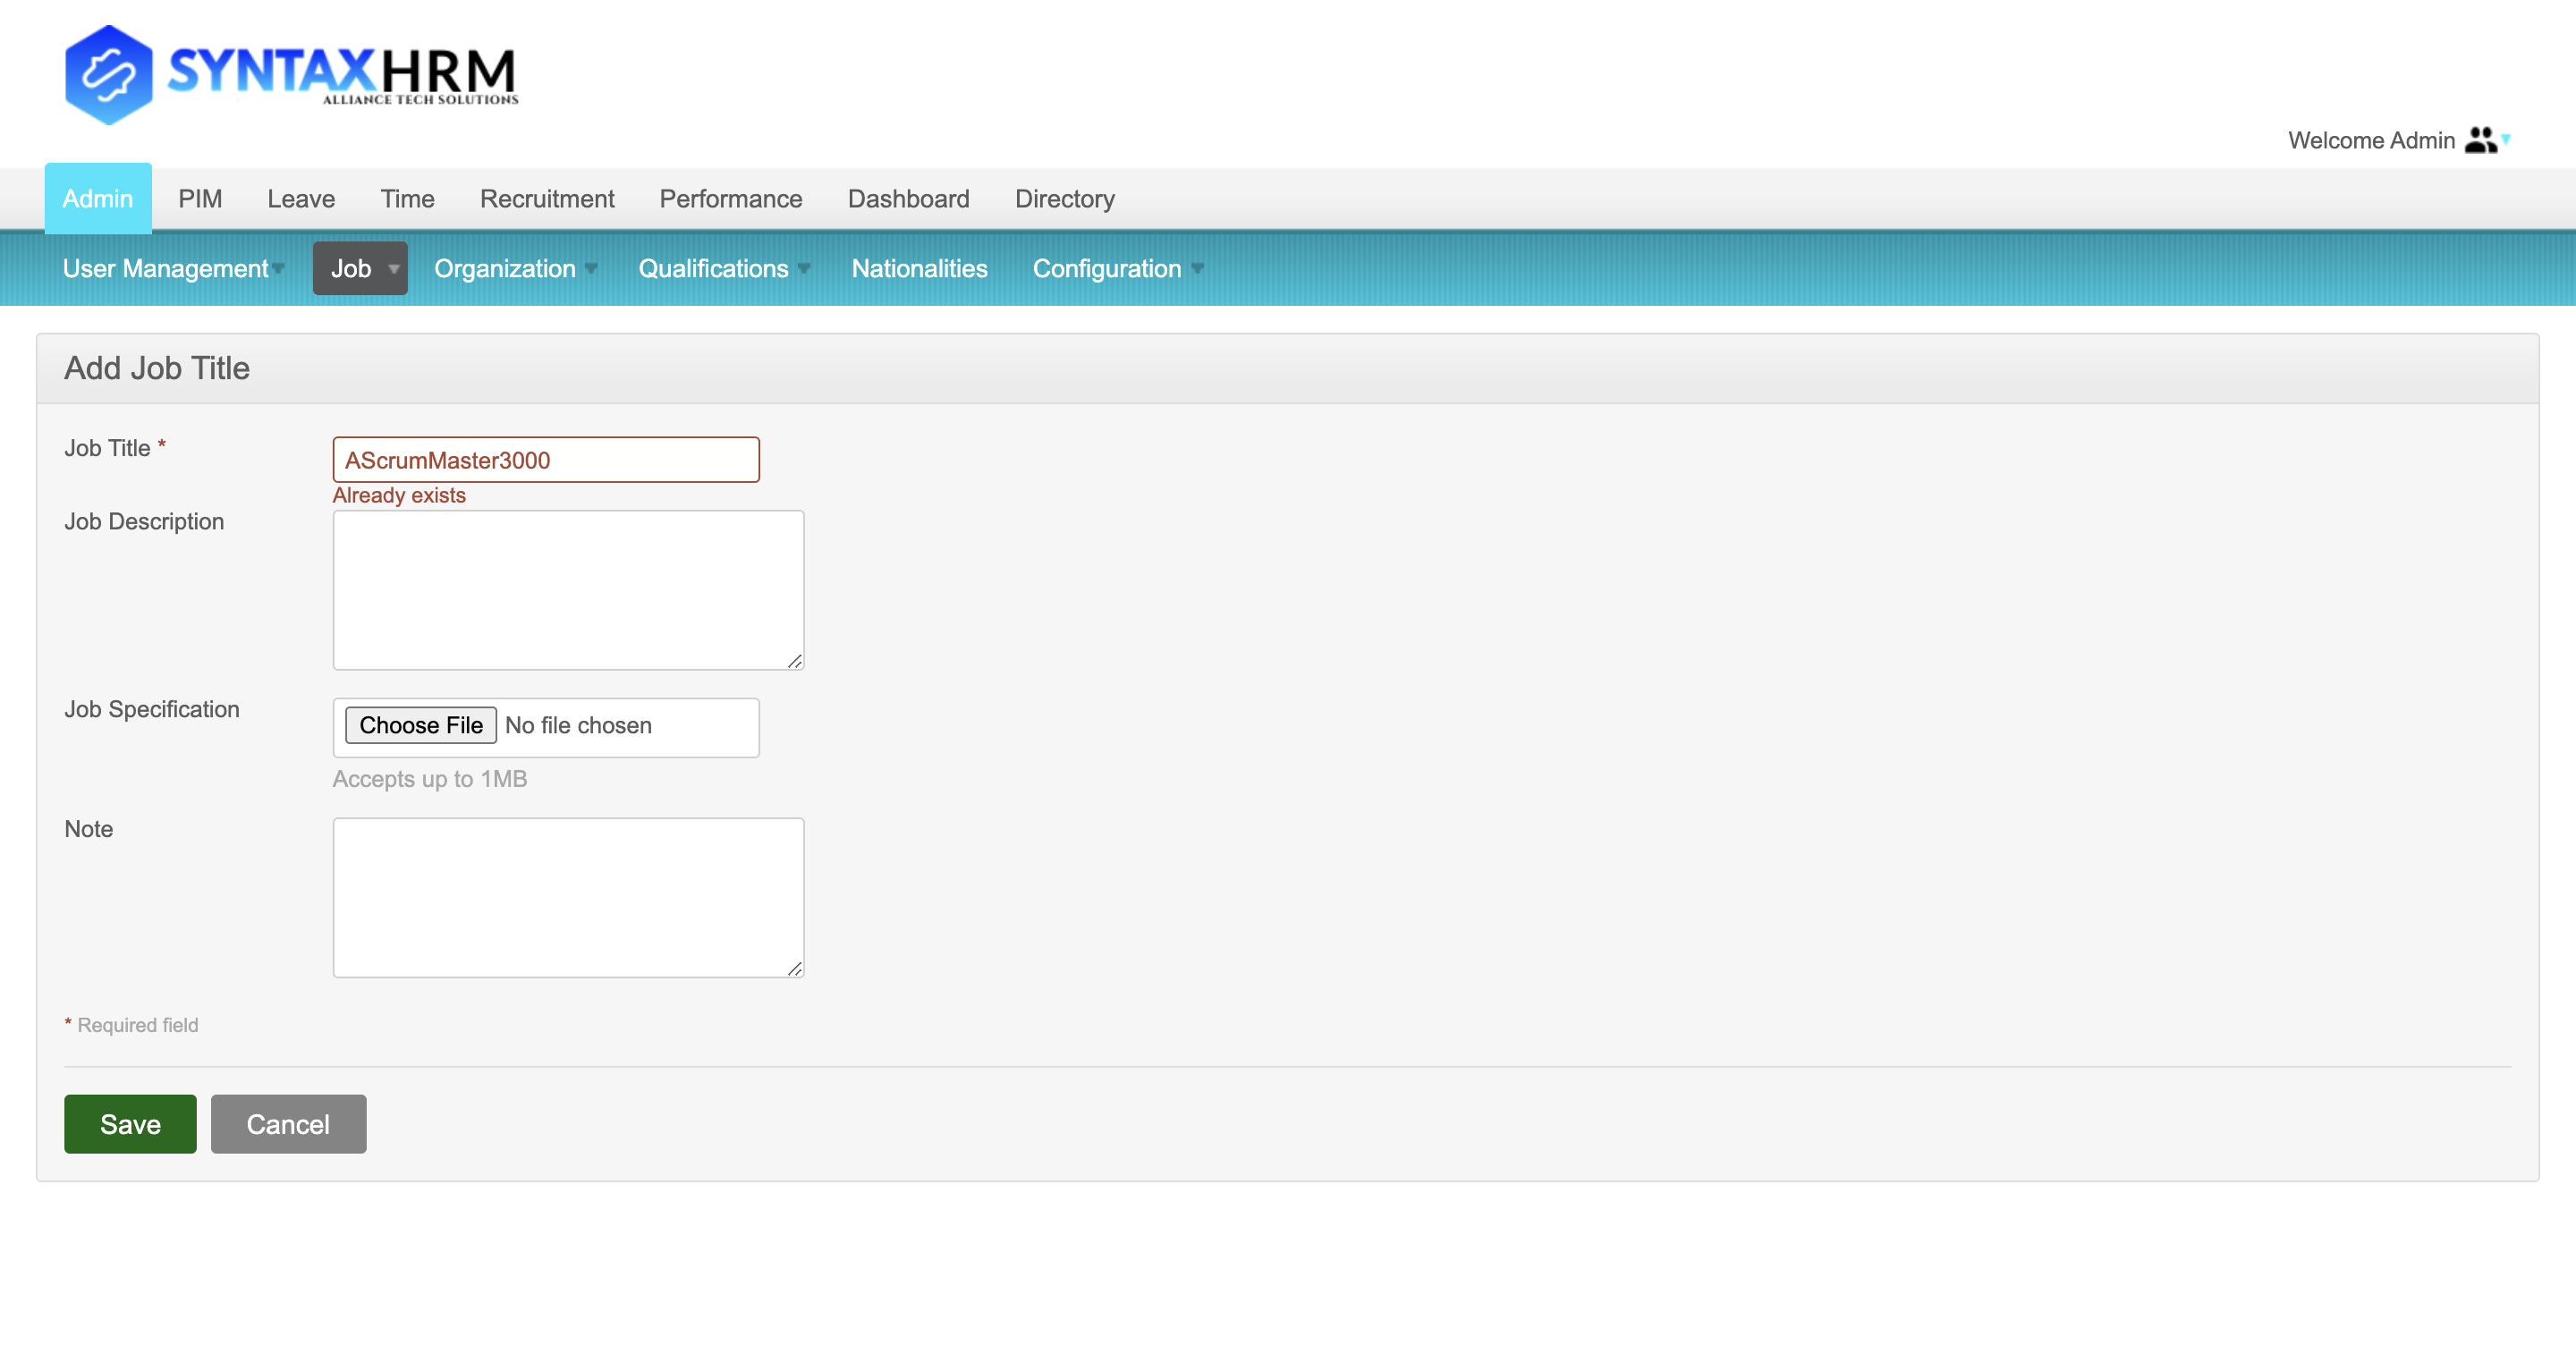 SYNTAXHRM
ALLIANCE TECH SOLUTIONS
Welcome Admin
Admin PIM Leave Time Recruitment Performance Dashboard Directory
User Management Job Organization Qualifications Nationalities Configuration
Add Job Title
Job Title *
AScrumMaster3000
Already exists
Job Description
Job Specification
Choose File No file chosen
Accepts up to 1MB
Note
* Required field
Save Cancel